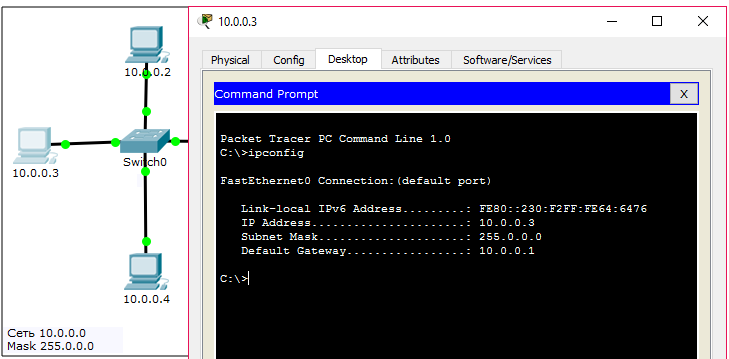 10.0.0.2
10.0.0.3
Switch0
10.0.0.4
Сеть 10.0.0.0
Mask 255.0.0.0
10.0.0.3
Physical Config Desktop Attributes Software/Services
Command Prompt X
Packet Tracer PC Command Line 1.0
C:\>ipconfig
FastEthernet0 Connection:(default port)
Link-local IPv6 Address.........: FE80::230:F2FF:FE64:6476
IP Address......................: 10.0.0.3
Subnet Mask.....................: 255.0.0.0
Default Gateway.................: 10.0.0.1
C:\>